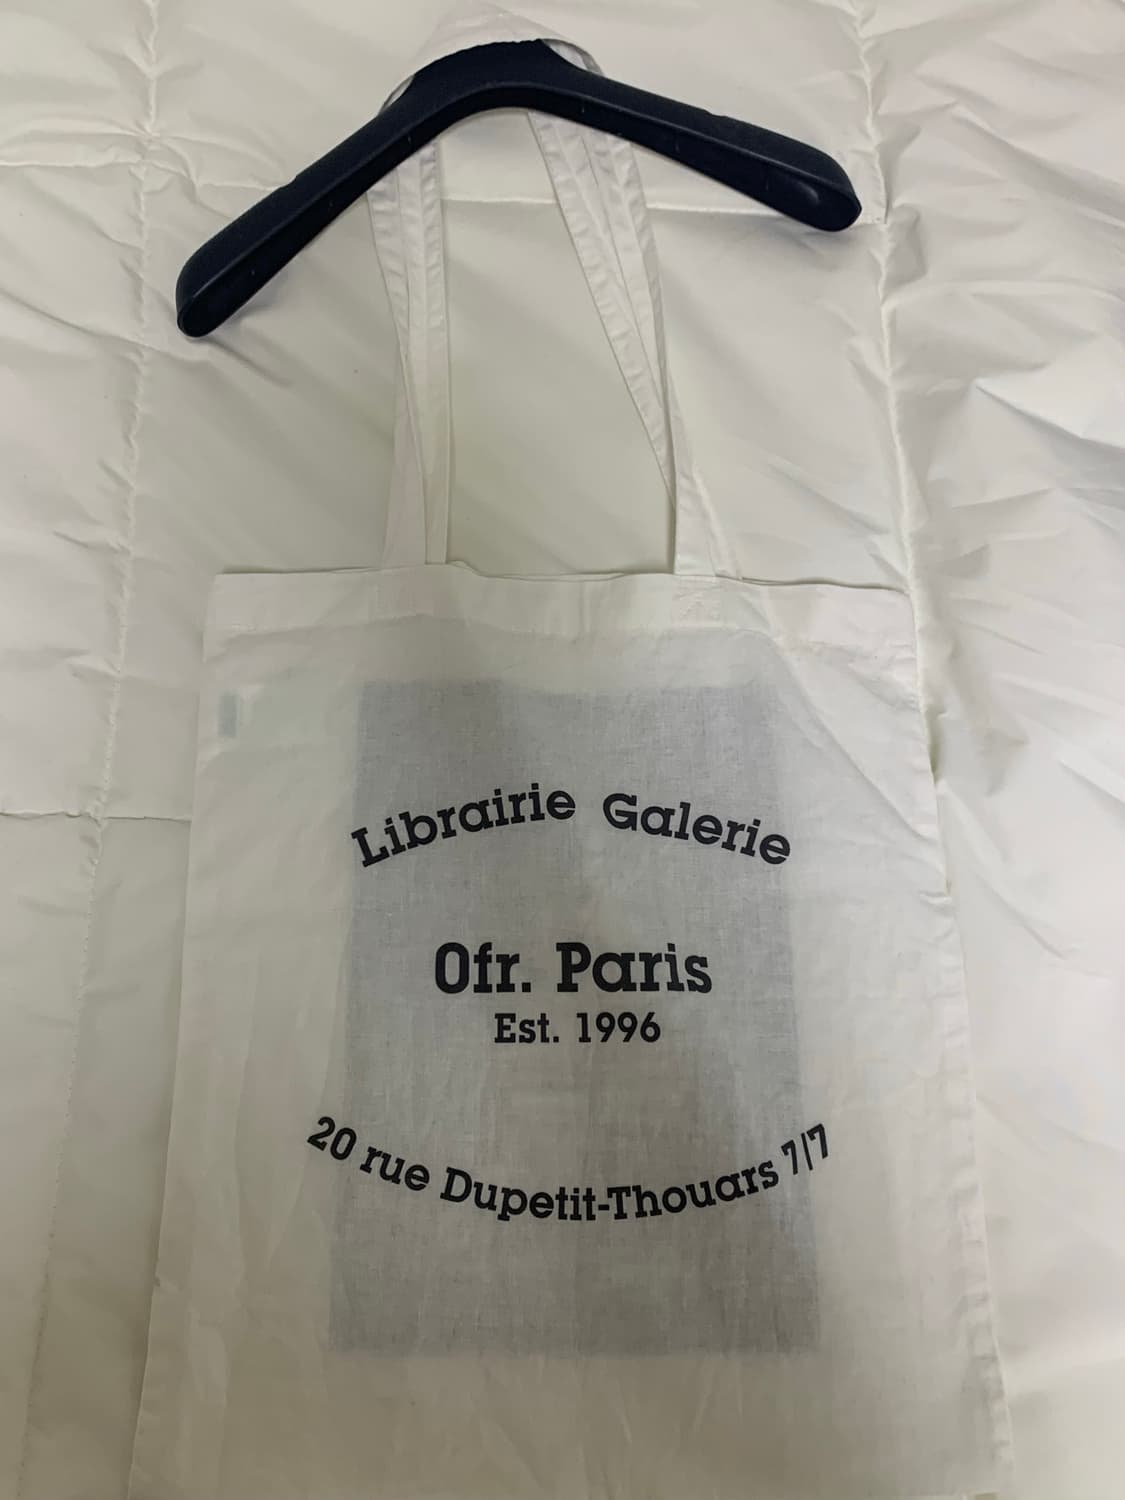 Librairie Galerie
Ofr. Paris
Est. 1996
20 rue Dupetit-Thouars 7/7